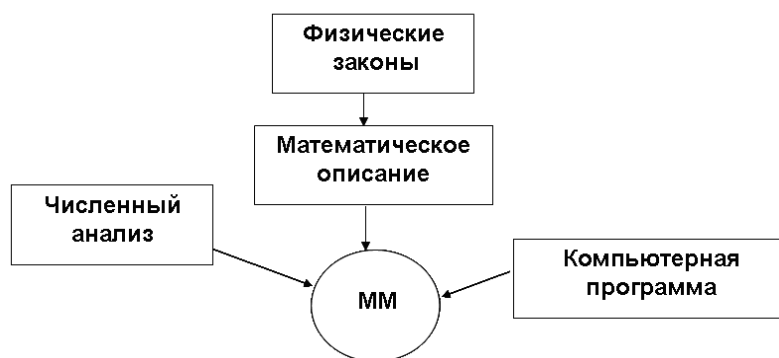 Физические
законы
Математическое
описание
Численный
анализ
ММ
Компьютерная
программа